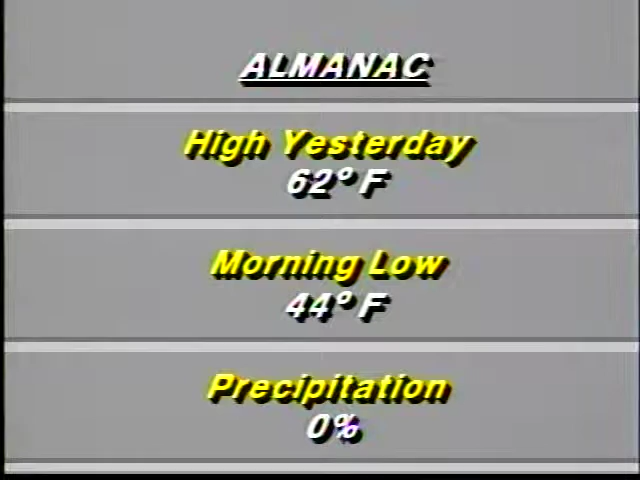 ALMANAC
High Yesterday
62° F
Morning Low
44° F
Precipitation
0%